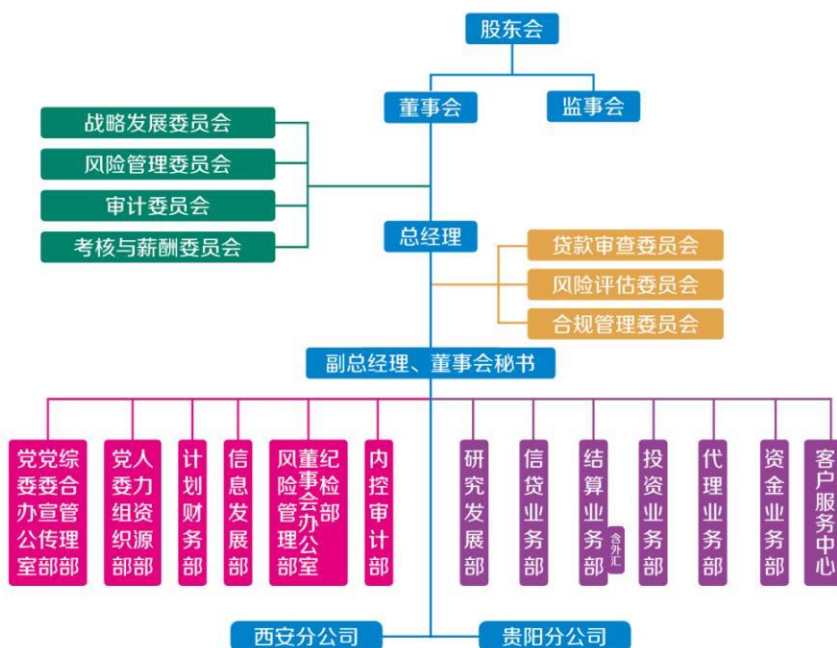 股东会
董事会
监事会
战略发展委员会
风险管理委员会
审计委员会
考核与薪酬委员会
总经理
贷款审查委员会
风险评估委员会
合规管理委员会
副总经理、董事会秘书
党委办公室
党委宣传部
综合管理部
党委组织部
人力资源部
计划财务部
信息发展部
风险管理部
董事会办公室
纪检部
内控审计部
研究发展部
信贷业务部
结算业务部
含外汇
投资业务部
代理业务部
资金业务部
客户服务中心
西安分公司
贵阳分公司